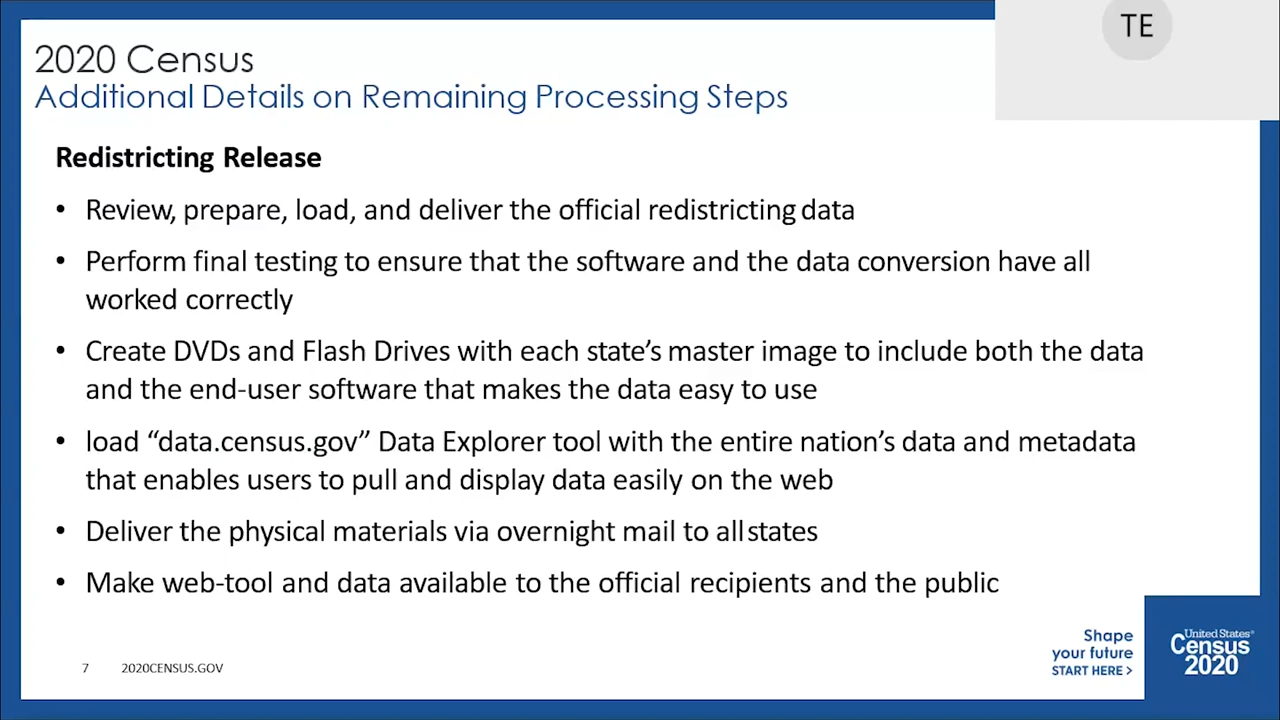 TE
2020 Census
Additional Details on Remaining Processing Steps
Redistricting Release
• Review, prepare, load, and deliver the official redistricting data
• Perform final testing to ensure that the software and the data conversion have all
worked correctly
• Create DVDs and Flash Drives with each state’s master image to include both the data
and the end-user software that makes the data easy to use
• load “data.census.gov” Data Explorer tool with the entire nation’s data and metadata
that enables users to pull and display data easily on the web
• Deliver the physical materials via overnight mail to all states
• Make web-tool and data available to the official recipients and the public
7 2020CENSUS.GOV
Shape
your future
START HERE >
United States®
Census
2020